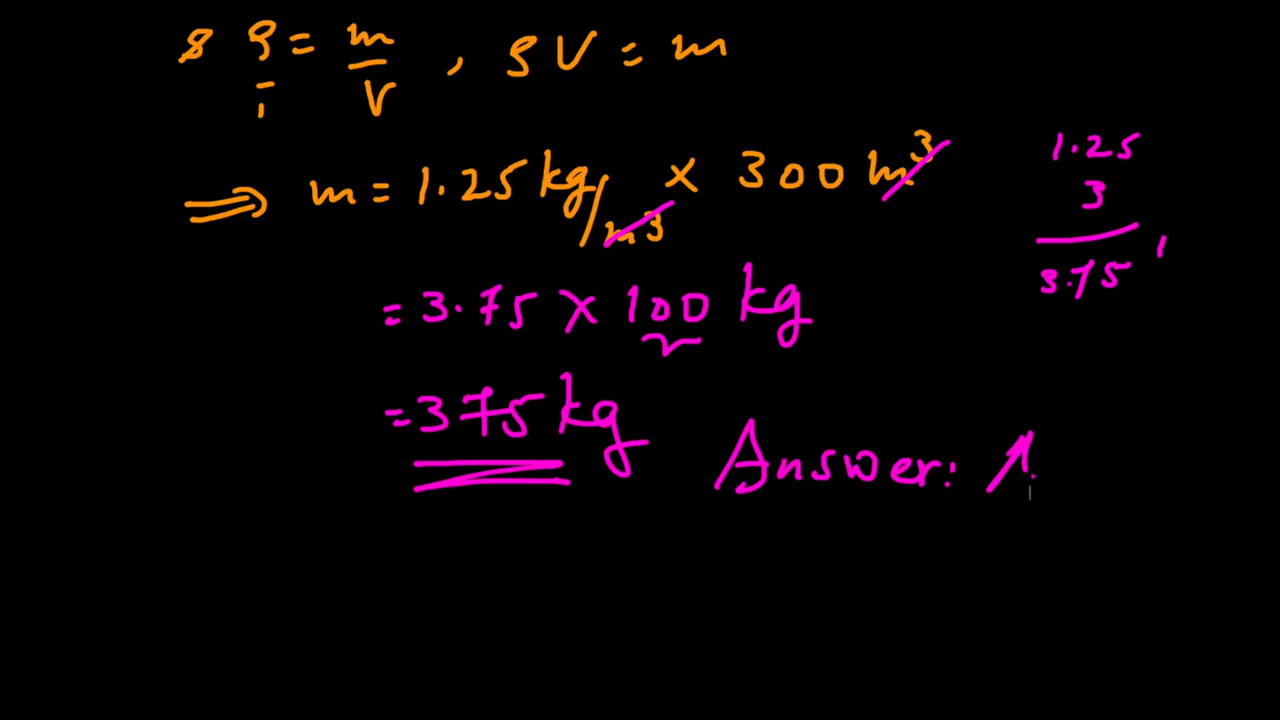 ρ = m/V , ρV = m
⇒ m = 1.25 kg/m³ × 300 m³
= 3.75 × 100 kg
= 375 kg
Answer:
1.25
3
3.75